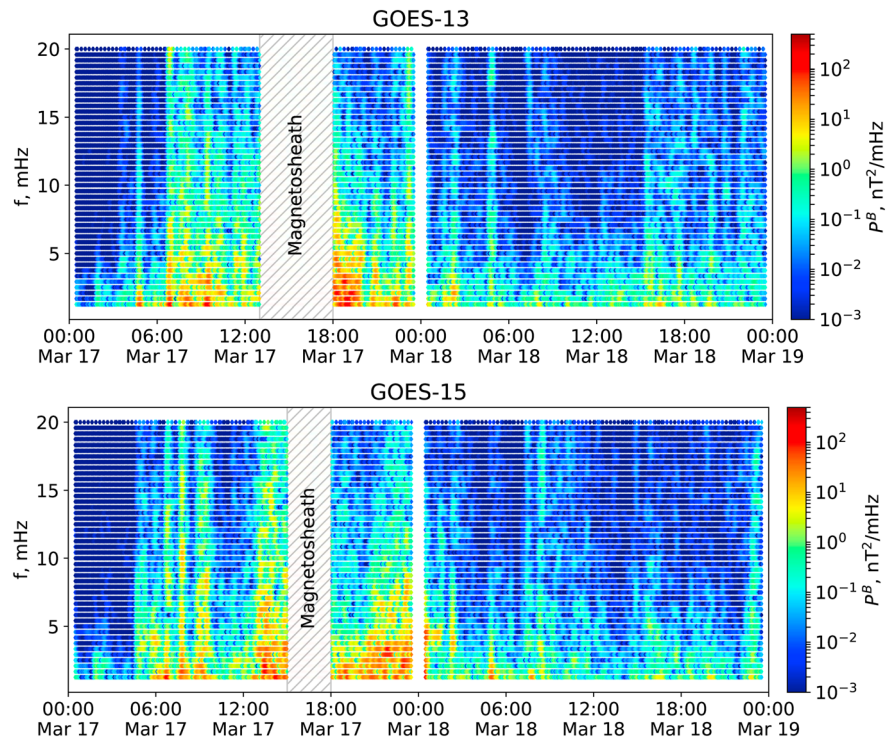 GOES-13
20
15
10
5
f, mHz
Magnetosheath
00:00 06:00 12:00 18:00 00:00 06:00 12:00 18:00 00:00
Mar 17 Mar 17 Mar 17 Mar 17 Mar 18 Mar 18 Mar 18 Mar 18 Mar 19
10²
10¹
10⁰
10⁻¹
10⁻²
10⁻³
Pᴮ, nT²/mHz
GOES-15
20
15
10
5
f, mHz
Magnetosheath
00:00 06:00 12:00 18:00 00:00 06:00 12:00 18:00 00:00
Mar 17 Mar 17 Mar 17 Mar 17 Mar 18 Mar 18 Mar 18 Mar 18 Mar 19
10²
10¹
10⁰
10⁻¹
10⁻²
10⁻³
Pᴮ, nT²/mHz